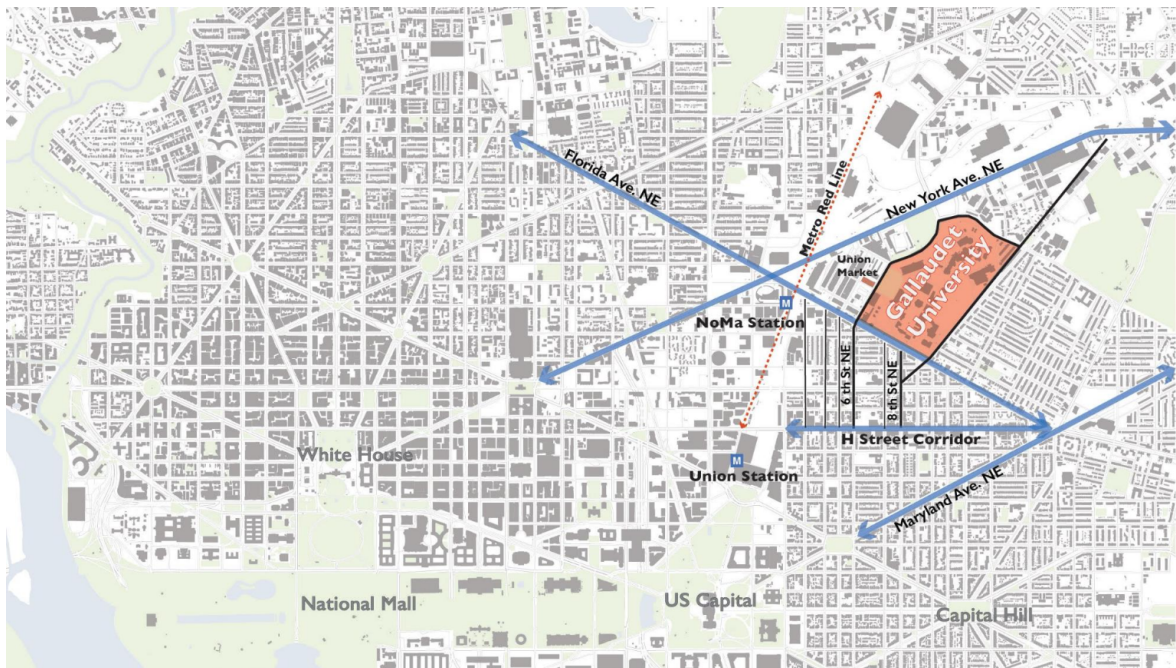 Florida Ave. NE
Metro Red Line
New York Ave. NE
Union
Market
Gallaudet
University
M
NoMa Station
6 th St NE
8 th St NE
H Street Corridor
White House
M
Union Station
Maryland Ave. NE
National Mall
US Capital
Capital Hill